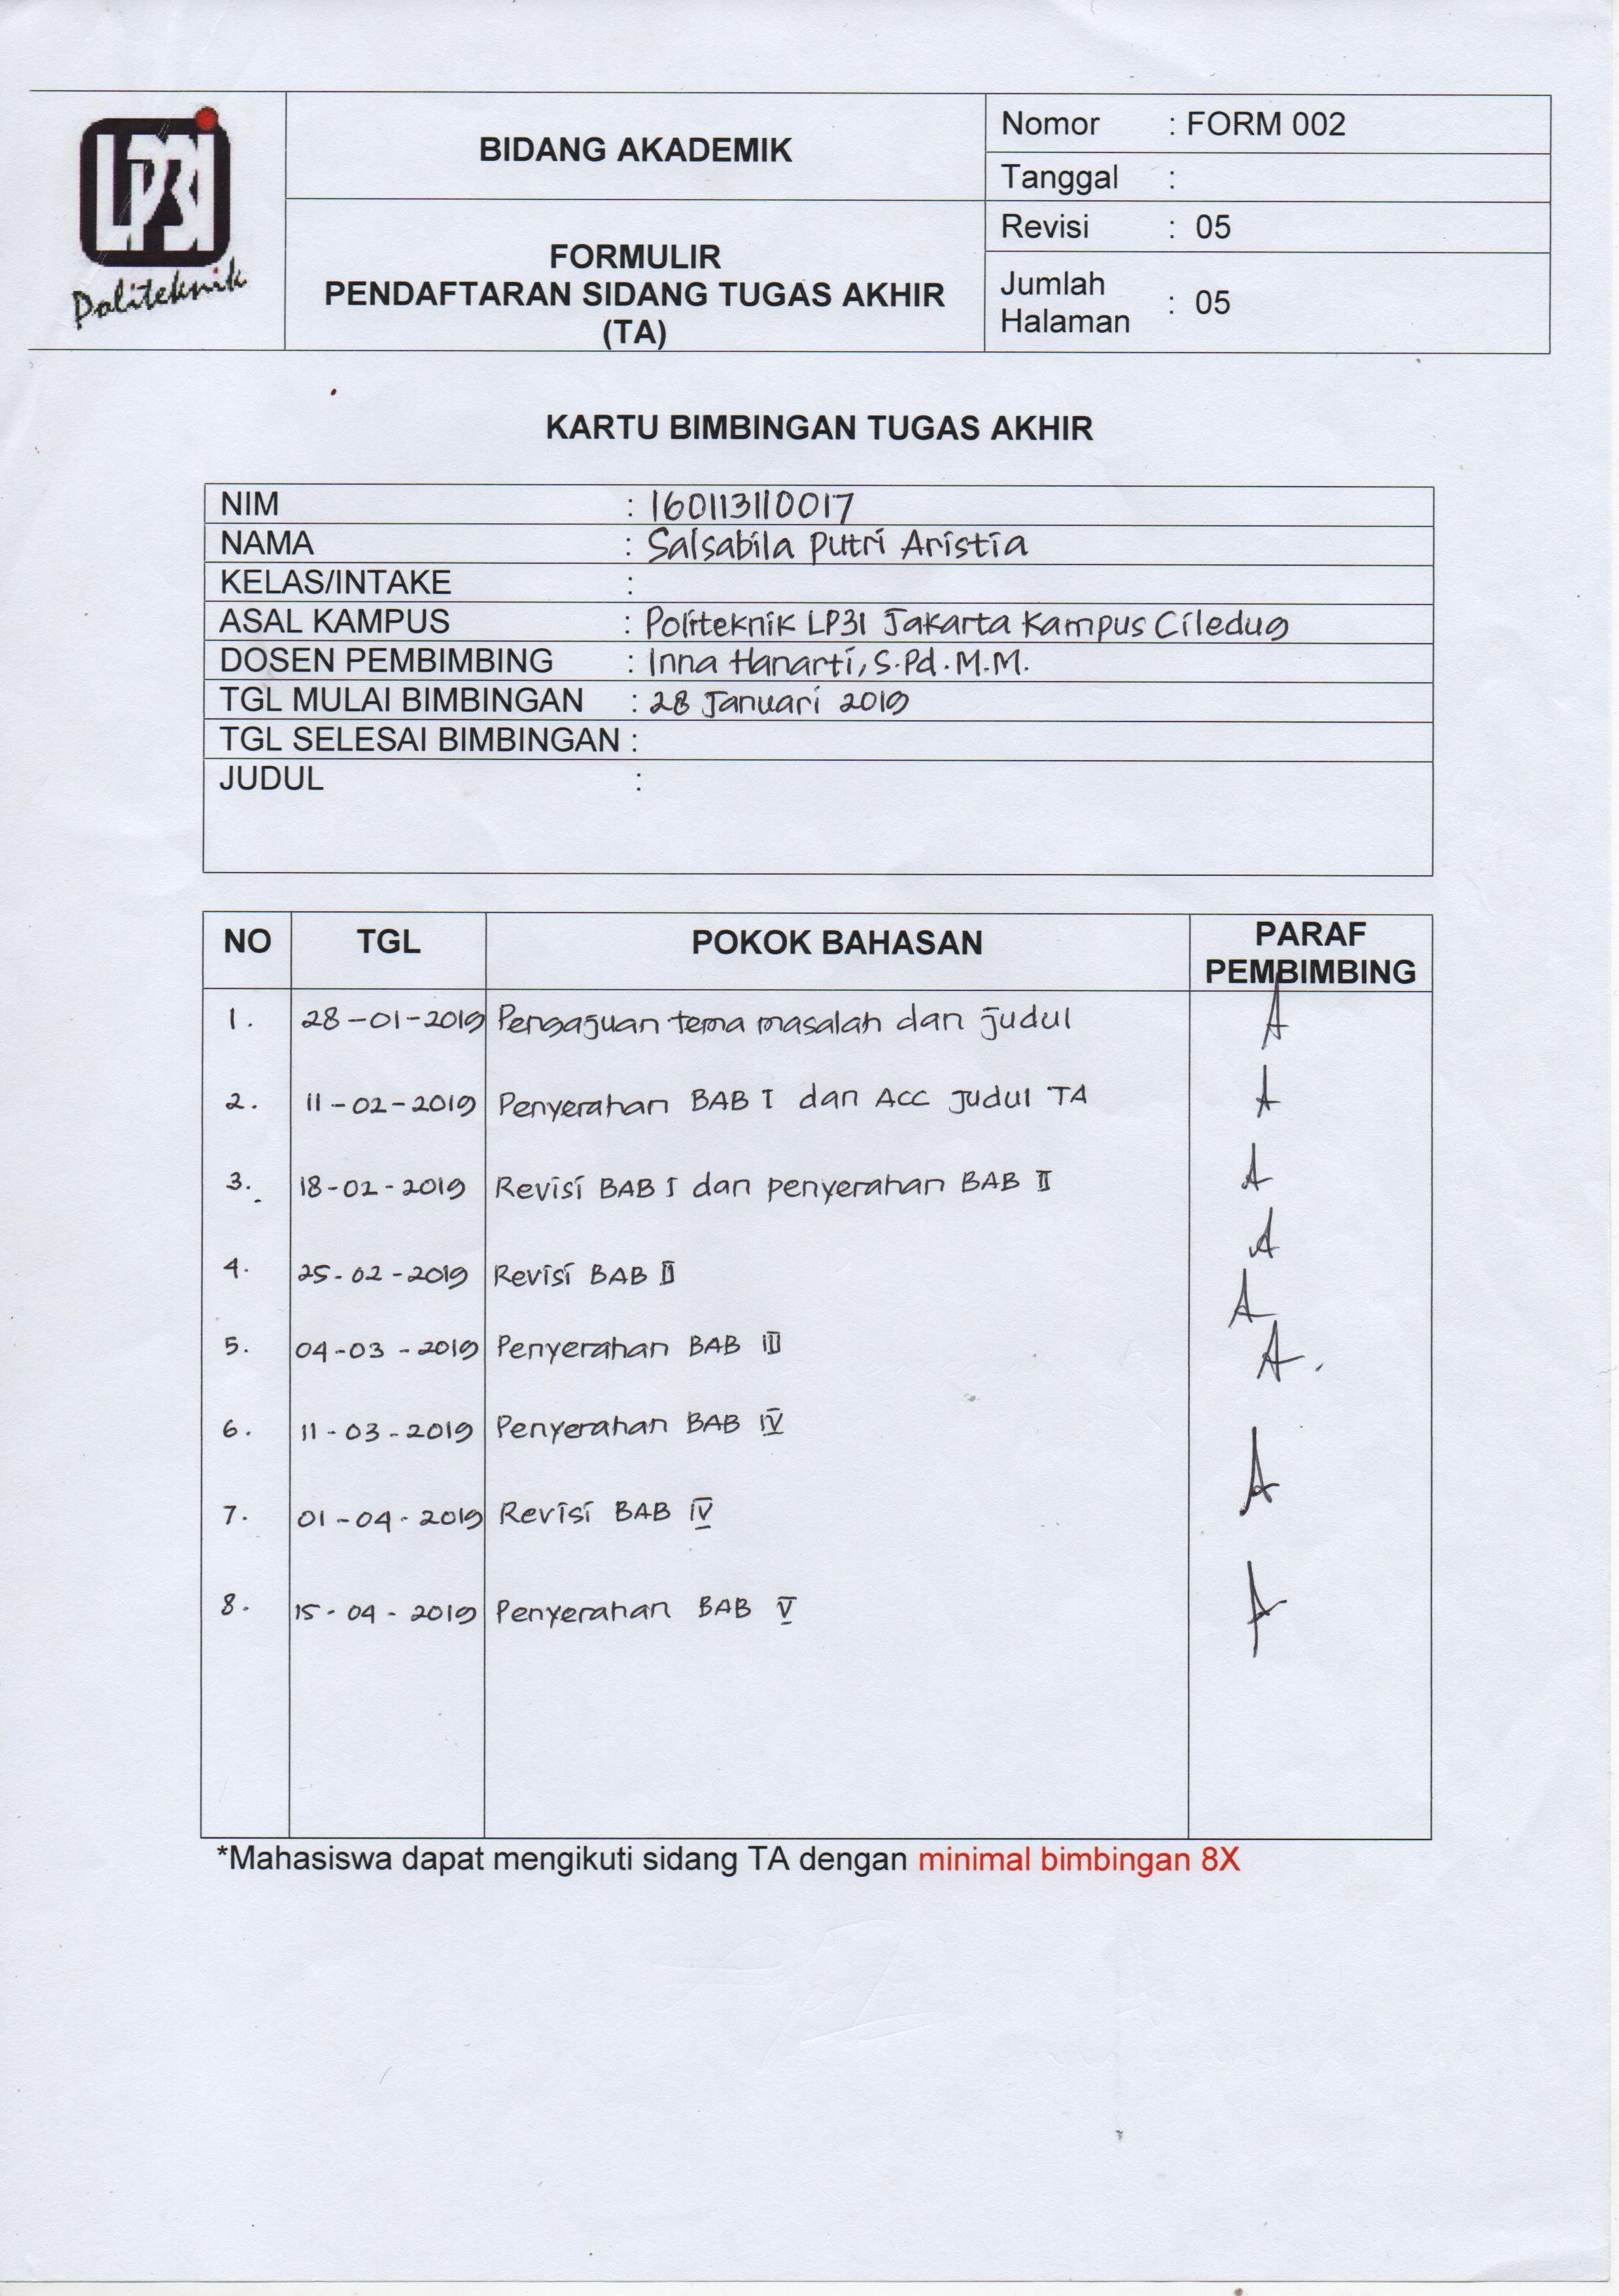 LP3I
Politeknik
BIDANG AKADEMIK
FORMULIR
PENDAFTARAN SIDANG TUGAS AKHIR
(TA)
Nomor : FORM 002
Tanggal :
Revisi : 05
Jumlah Halaman : 05
KARTU BIMBINGAN TUGAS AKHIR
NIM : 160113110017
NAMA : Salsabila Putri Aristia
KELAS/INTAKE :
ASAL KAMPUS : Politeknik LP3I Jakarta Kampus Ciledug
DOSEN PEMBIMBING : Inna Hanarti, S.Pd.M.M.
TGL MULAI BIMBINGAN : 28 Januari 2019
TGL SELESAI BIMBINGAN :
JUDUL :
NO TGL POKOK BAHASAN PARAF PEMBIMBING
1. 28-01-2019 Pengajuan tema masalah dan judul
2. 11-02-2019 Penyerahan BAB I dan Acc Judul TA
3. 18-02-2019 Revisi BAB I dan penyerahan BAB II
4. 25-02-2019 Revisi BAB II
5. 04-03-2019 Penyerahan BAB III
6. 11-03-2019 Penyerahan BAB IV
7. 01-04-2019 Revisi BAB IV
8. 15-04-2019 Penyerahan BAB V
*Mahasiswa dapat mengikuti sidang TA dengan minimal bimbingan 8X